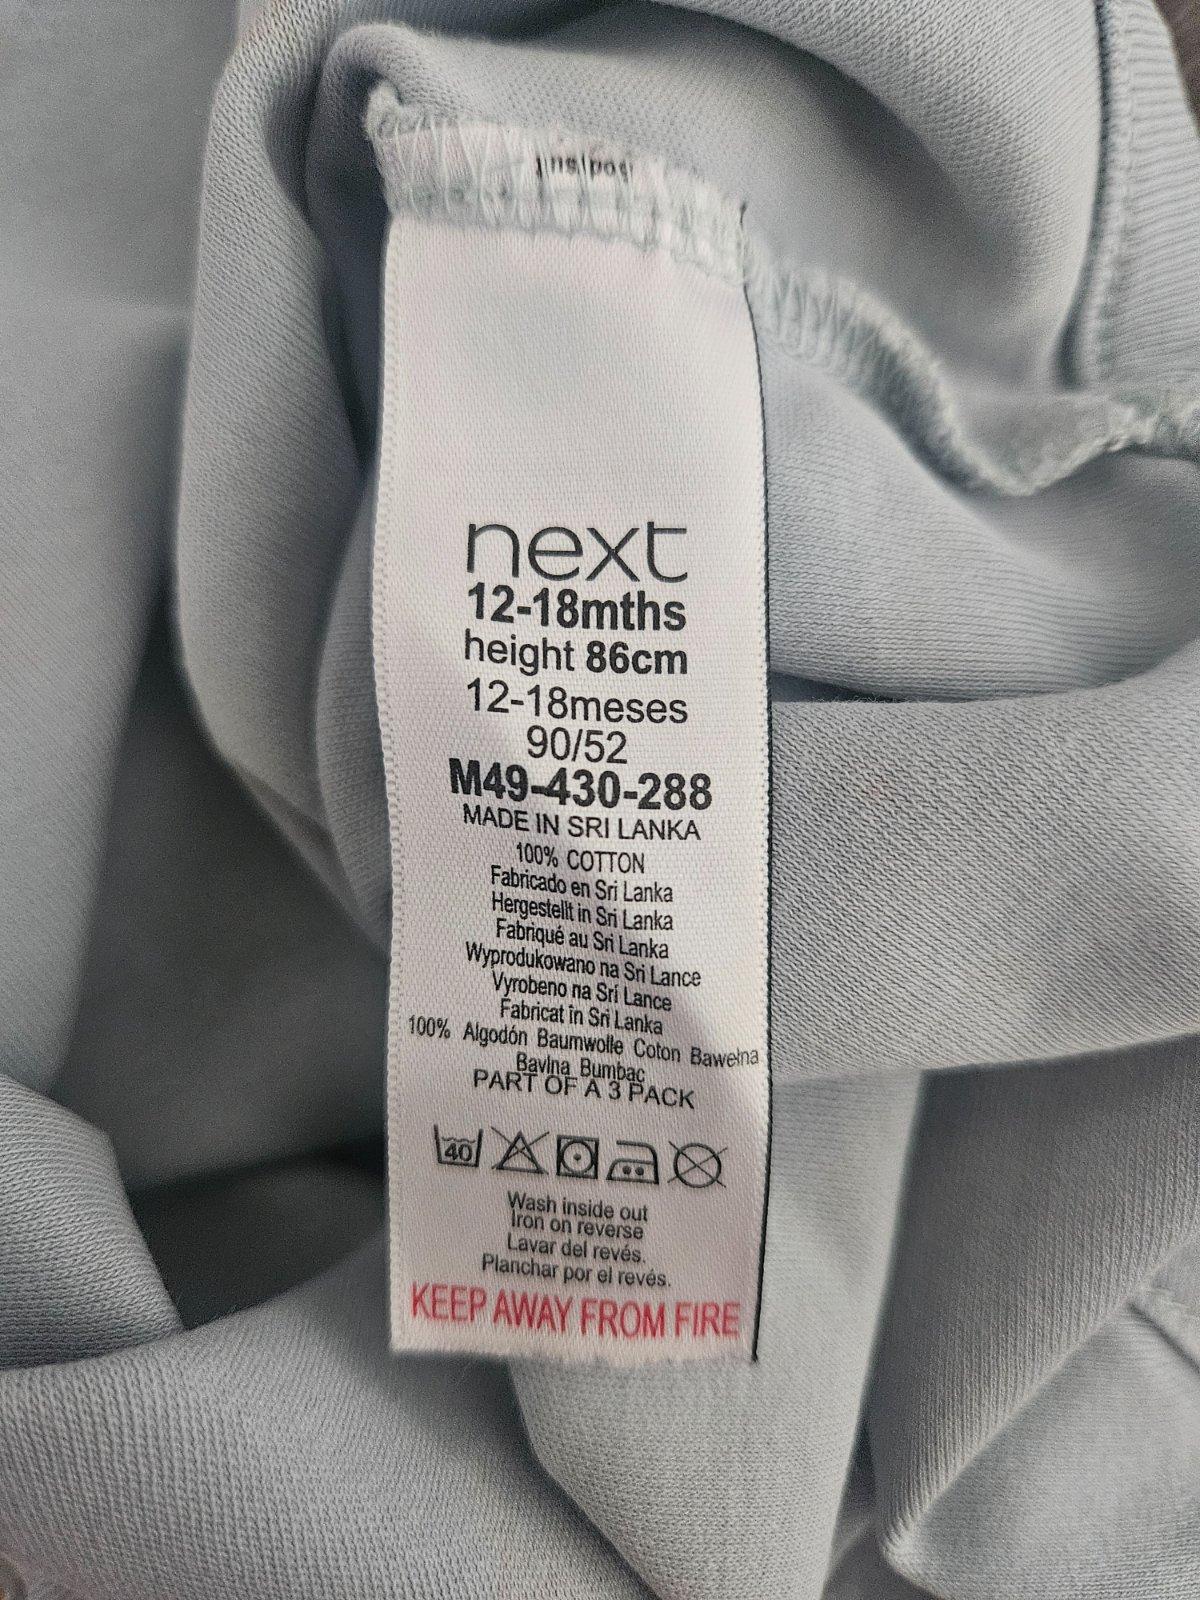 next
12-18mths
height 86cm
12-18meses
90/52
M49-430-288
MADE IN SRI LANKA
100% COTTON
Fabricado en Sri Lanka
Hergestellt in Sri Lanka
Fabriqué au Sri Lanka
Wyprodukowano na Sri Lance
Vyrobeno na Srí Lance
Fabricat în Sri Lanka
100% Algodón Baumwolle Coton Bawełna
Bavlna Bumbac
PART OF A 3 PACK
40
Wash inside out
Iron on reverse
Lavar del revés.
Planchar por el revés.
KEEP AWAY FROM FIRE